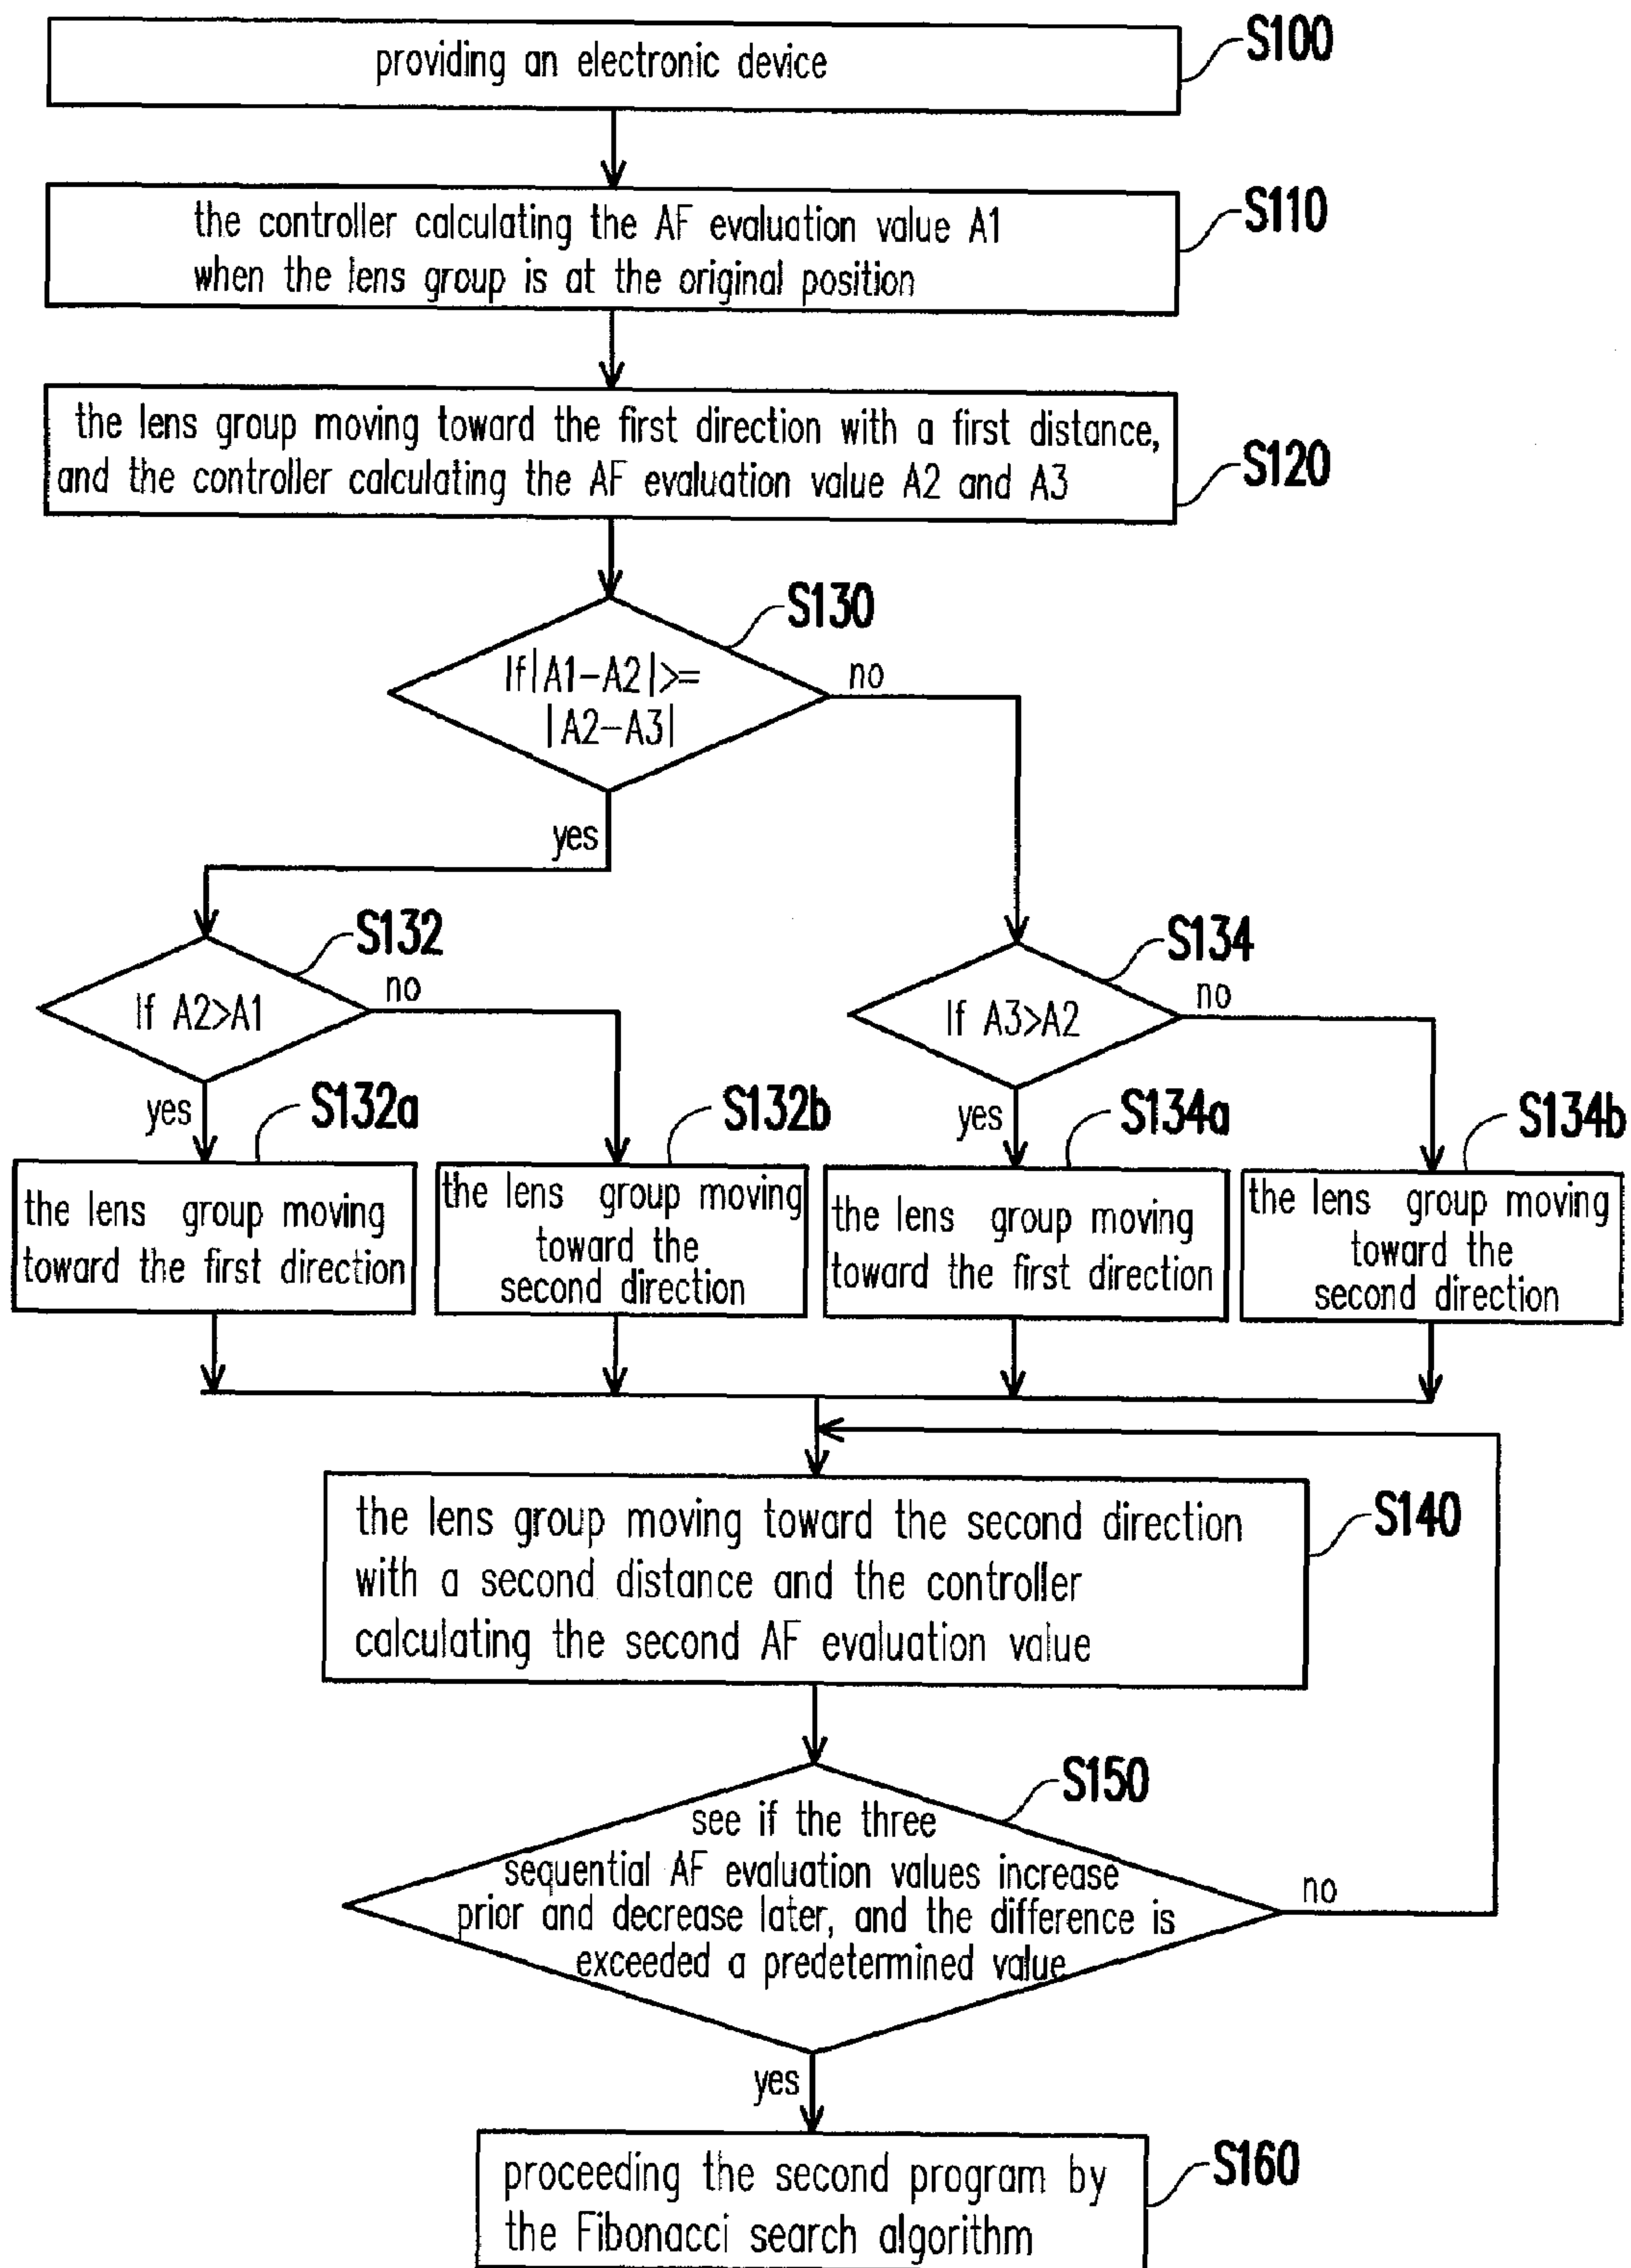 providing an electronic device
S100
the controller calculating the AF evaluation value A1
when the lens group is at the original position
S110
the lens group moving toward the first direction with a first distance,
and the controller calculating the AF evaluation value A2 and A3
S120
S130
If|A1-A2|>=
|A2-A3|
no
yes
S132
If A2>A1
no
yes
S134
If A3>A2
no
yes
S132a
the lens group moving
toward the first direction
S132b
the lens group moving
toward the
second direction
S134a
the lens group moving
toward the first direction
S134b
the lens group moving
toward the
second direction
the lens group moving toward the second direction
with a second distance and the controller
calculating the second AF evaluation value
S140
S150
see if the three
sequential AF evaluation values increase
prior and decrease later, and the difference is
exceeded a predetermined value
no
yes
proceeding the second program by
the Fibonacci search algorithm
S160